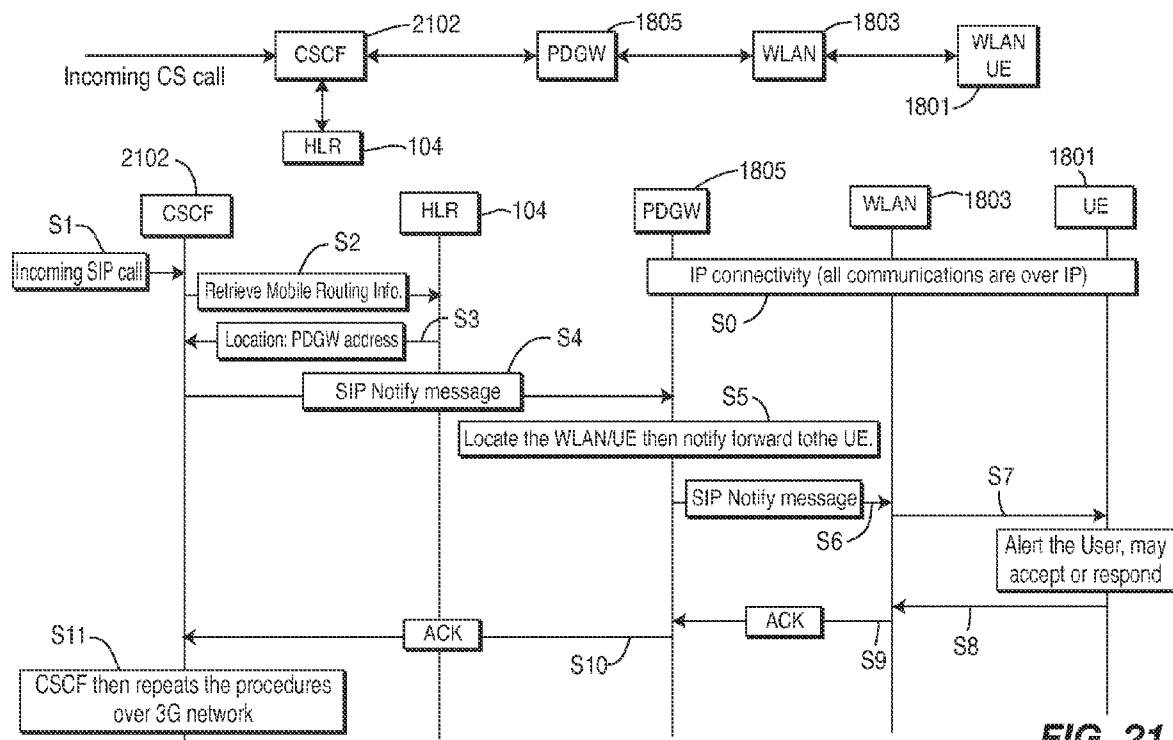 2102
1805
1803
CSCF
PDGW
WLAN
WLAN
UE
Incoming CS call
1801
HLR
104
2102
1805
1801
CSCF
HLR
104
PDGW
WLAN
1803
UE
S1
S2
Incoming SIP call
IP connectivity (all communications are over IP)
Retrieve Mobile Routing Info.
S0
S3
Location: PDGW address
S4
SIP Notify message
S5
Locate the WLAN/UE then notify forward tothe UE.
SIP Notify message
S7
S6
Alert the User, may
accept or respond
ACK
S8
S11
ACK
S10
S9
CSCF then repeats the procedures
over 3G network
FIG. 21